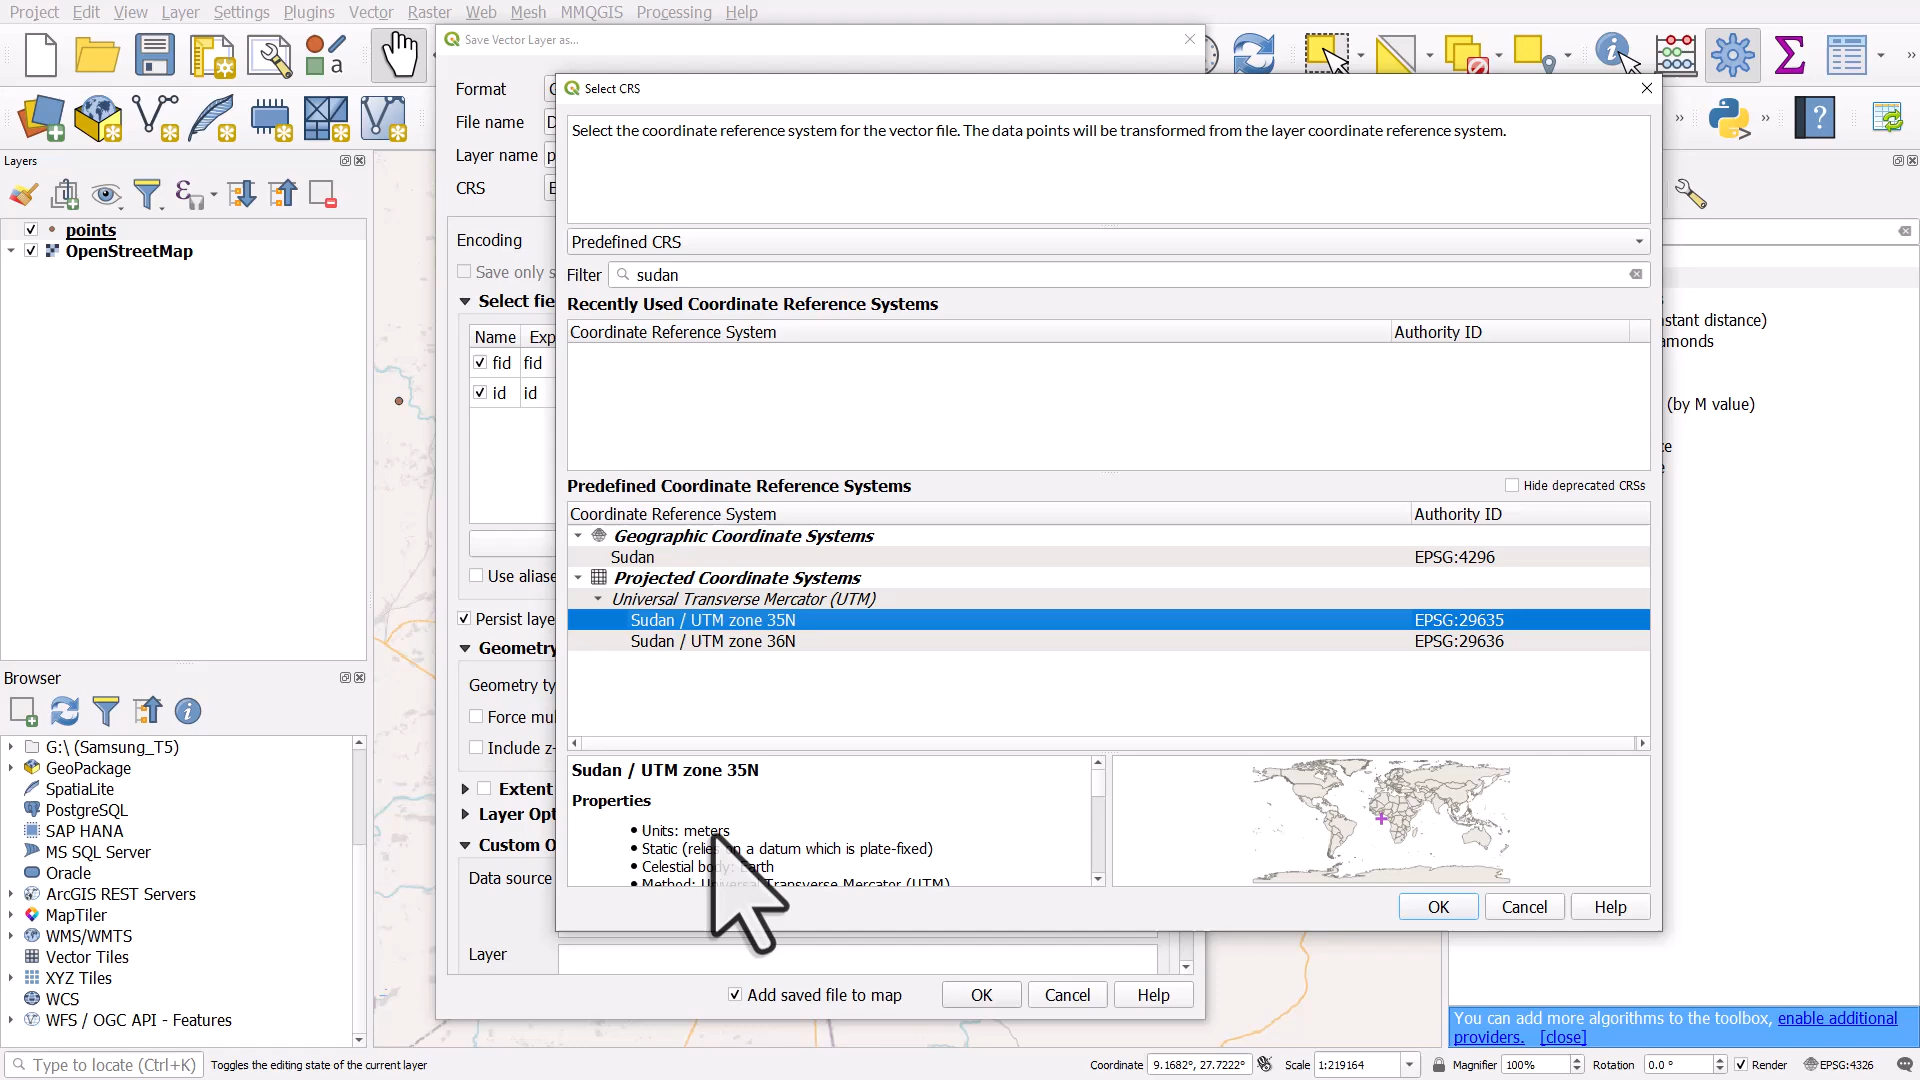 Project Edit View Layer Settings Plugins Vector Raster Web Mesh MMQGIS Processing Help
Save Vector Layer as...
Format
File name
Layer name
CRS
Encoding
Select CRS
Select the coordinate reference system for the vector file. The data points will be transformed from the layer coordinate reference system.
Predefined CRS
Filter sudan
Recently Used Coordinate Reference Systems
Coordinate Reference System Authority ID
Predefined Coordinate Reference Systems Hide deprecated CRSs
Coordinate Reference System Authority ID
Geographic Coordinate Systems
Sudan EPSG:4296
Projected Coordinate Systems
Universal Transverse Mercator (UTM)
Sudan / UTM zone 35N EPSG:29635
Sudan / UTM zone 36N EPSG:29636
Sudan / UTM zone 35N
Properties
Units: meters
Static (relies on a datum which is plate-fixed)
Celestial body: Earth
Method: Universal Transverse Mercator (UTM)
OK Cancel Help
Save only s
Select fie
Name Exp
fid fid
id id
Use aliase
Persist laye
Geometry
Geometry ty
Force mul
Include z-
Extent
Layer Opt
Custom O
Data source
Layer
Add saved file to map OK Cancel Help
Layers
points
OpenStreetMap
Browser
G:\ (Samsung_T5)
GeoPackage
SpatiaLite
PostgreSQL
SAP HANA
MS SQL Server
Oracle
ArcGIS REST Servers
MapTiler
WMS/WMTS
Vector Tiles
XYZ Tiles
WCS
WFS / OGC API - Features
stant distance)
amonds
(by M value)
ce
e
You can add more algorithms to the toolbox, enable additional
providers. [close]
Type to locate (Ctrl+K) Toggles the editing state of the current layer Coordinate 9.1682°, 27.7222° Scale 1:219164 Magnifier 100% Rotation 0.0 ° Render EPSG:4326